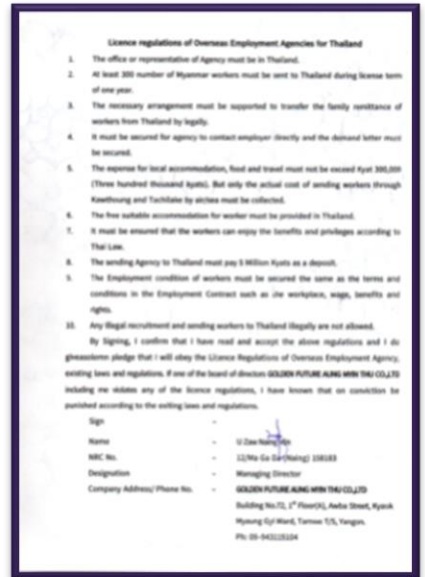 Licence regulations of Overseas Employment Agencies for Thailand
1. The office or representative of Agency must be in Thailand.
2. At least 300 number of Myanmar workers must be sent to Thailand during license term
of one year.
3. The necessary arrangement must be supported to transfer the family remittance of
workers from Thailand by legally.
4. It must be secured for agency to contact employer directly and the demand letter must
be secured.
5. The expense for local accommodation, food and travel must not be exceed Kyat 300,000
(Three hundred thousand kyats). But only the actual cost of sending workers through
Kawthoung and Tachileke by airlines must be collected.
6. The free suitable accommodation for worker must be provided in Thailand.
7. It must be ensured that the workers can enjoy the benefits and privileges according to
Thai Law.
8. The sending Agency to Thailand must pay 5 Million Kyats as a deposit.
9. The Employment condition of workers must be secured the same as the terms and
conditions in the Employment Contract such as the workplace, wage, benefits and
rights.
10. Any illegal recruitment and sending workers to Thailand illegally are not allowed.
By Signing, I confirm that I have read and accept the above regulations and I do
pledge that I will obey the Licence Regulations of Overseas Employment Agency,
existing laws and regulations. If one of the board of directors GOLDEN FUTURE AUNG MYIN THU CO.,LTD
including me violates any of the licence regulations, I have known that on conviction be
punished according to the exiting laws and regulations.
Sign -
Name - U Zaw
NRC No. - 158183
Designation - Managing Director
Company Address/ Phone No. - GOLDEN FUTURE AUNG MYIN THU CO.,LTD
Building No.72, 1st Floor(A), Awba Street, Kyauk
Myoung Gyi Ward, Tamwe T/S, Yangon.